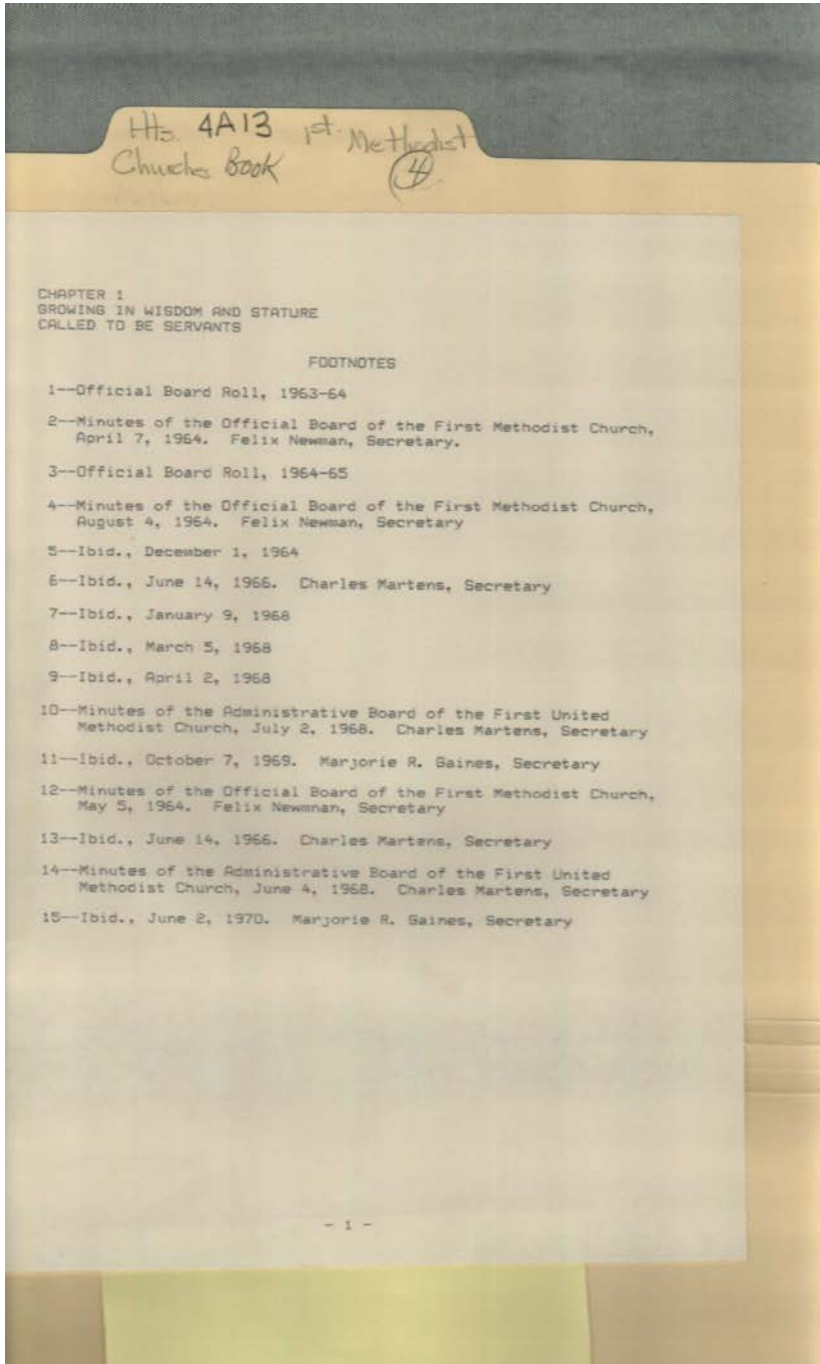 Hts. 4A13 1st. Methodist
Churches Book
4
CHAPTER 1
GROWING IN WISDOM AND STATURE
CALLED TO BE SERVANTS
FOOTNOTES
1--Official Board Roll, 1963-64
2--Minutes of the Official Board of the First Methodist Church,
April 7, 1964. Felix Newman, Secretary.
3--Official Board Roll, 1964-65
4--Minutes of the Official Board of the First Methodist Church,
August 4, 1964. Felix Newman, Secretary
5--Ibid., December 1, 1964
6--Ibid., June 14, 1966. Charles Martens, Secretary
7--Ibid., January 9, 1968
8--Ibid., March 5, 1968
9--Ibid., April 2, 1968
10--Minutes of the Administrative Board of the First United
Methodist Church, July 2, 1968. Charles Martens, Secretary
11--Ibid., October 7, 1969. Marjorie R. Gaines, Secretary
12--Minutes of the Official Board of the First Methodist Church,
May 5, 1964. Felix Newmnan, Secretary
13--Ibid., June 14, 1966. Charles Martens, Secretary
14--Minutes of the Administrative Board of the First United
Methodist Church, June 4, 1968. Charles Martens, Secretary
15--Ibid., June 2, 1970. Marjorie R. Gaines, Secretary
- 1 -